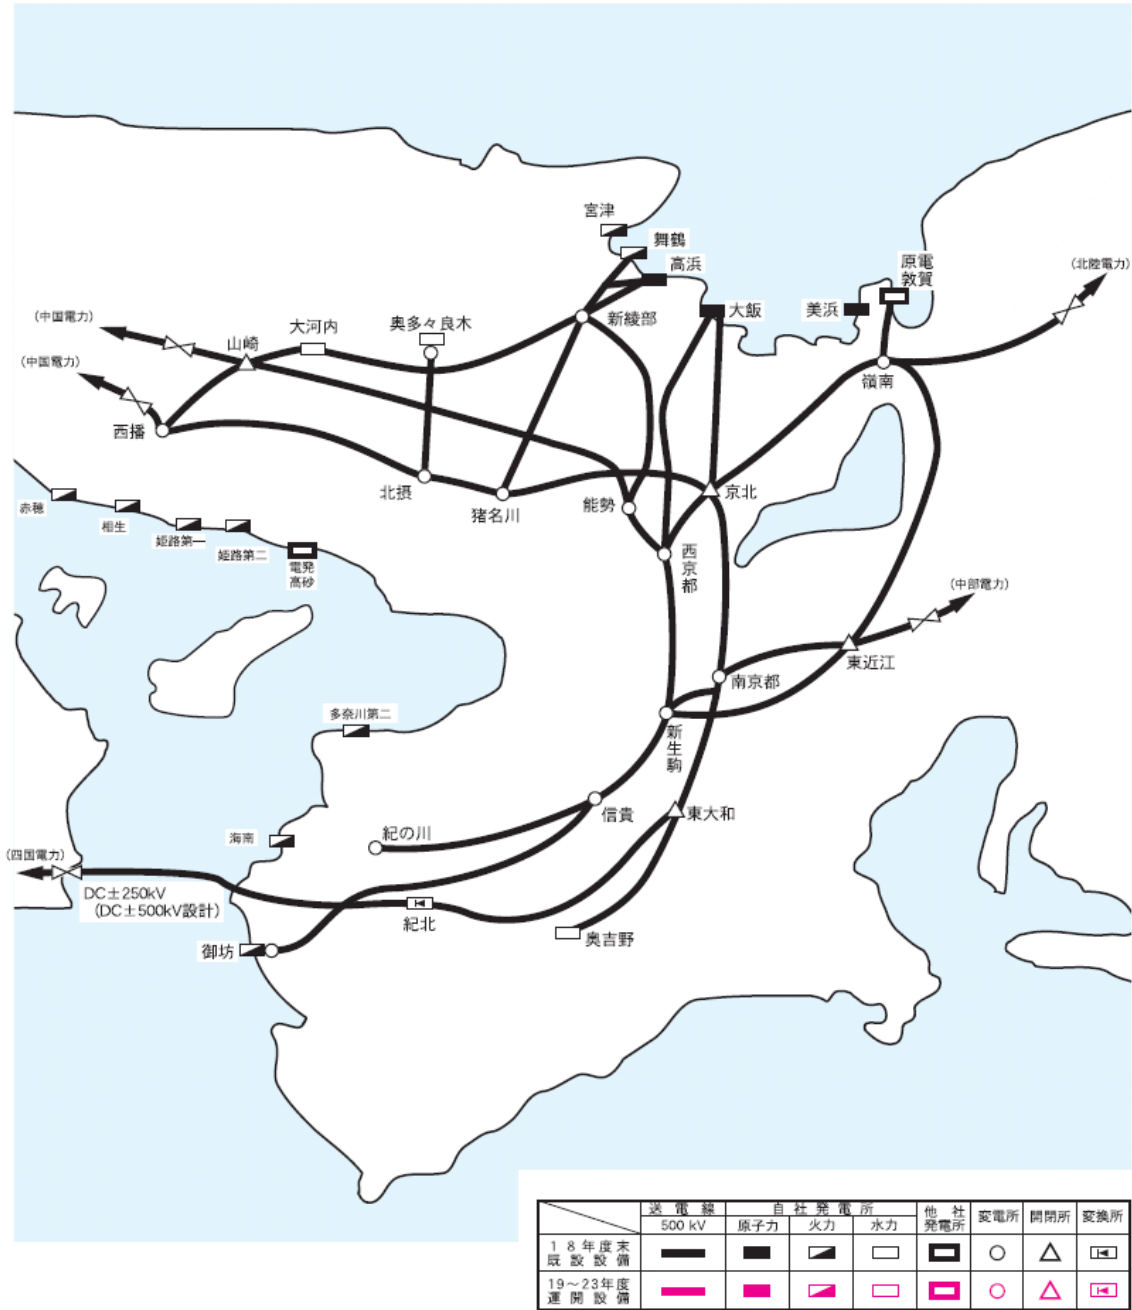 宮津
舞鶴
高浜
原電
敦賀
(北陸電力)
大飯
美浜
(中国電力)
大河内
奥多々良木
新綾部
山崎
(中国電力)
嶺南
西播
北摂
猪名川
能勢
京北
赤穂
相生
姫路第一
姫路第二
電発
高砂
西京都
(中部電力)
東近江
南京都
多奈川第二
新生駒
信貴
東大和
紀の川
海南
(四国電力)
DC±250kV
(DC±500kV設計)
紀北
奥吉野
御坊
送電線 自社発電所 他社発電所 変電所 開閉所 変換所
500 kV 原子力 火力 水力
18年度末
既設設備
19～23年度
運開設備